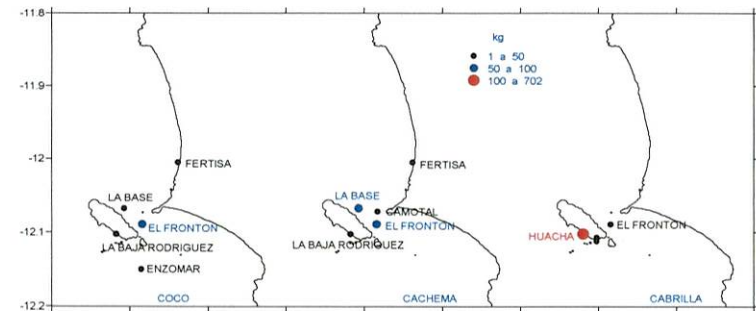 -11.8
kg
1 a 50
50 a 100
100 a 702
-11.9
-12
FERTISA
FERTISA
LA BASE
LA BASE
CAMOTAL
EL FRONTON
EL FRONTON
EL FRONTON
-12.1
HUACHA
LA BAJA RODRIGUEZ
LA BAJA RODRIGUEZ
ENZOMAR
-12.2
COCO
CACHEMA
CABRILLA